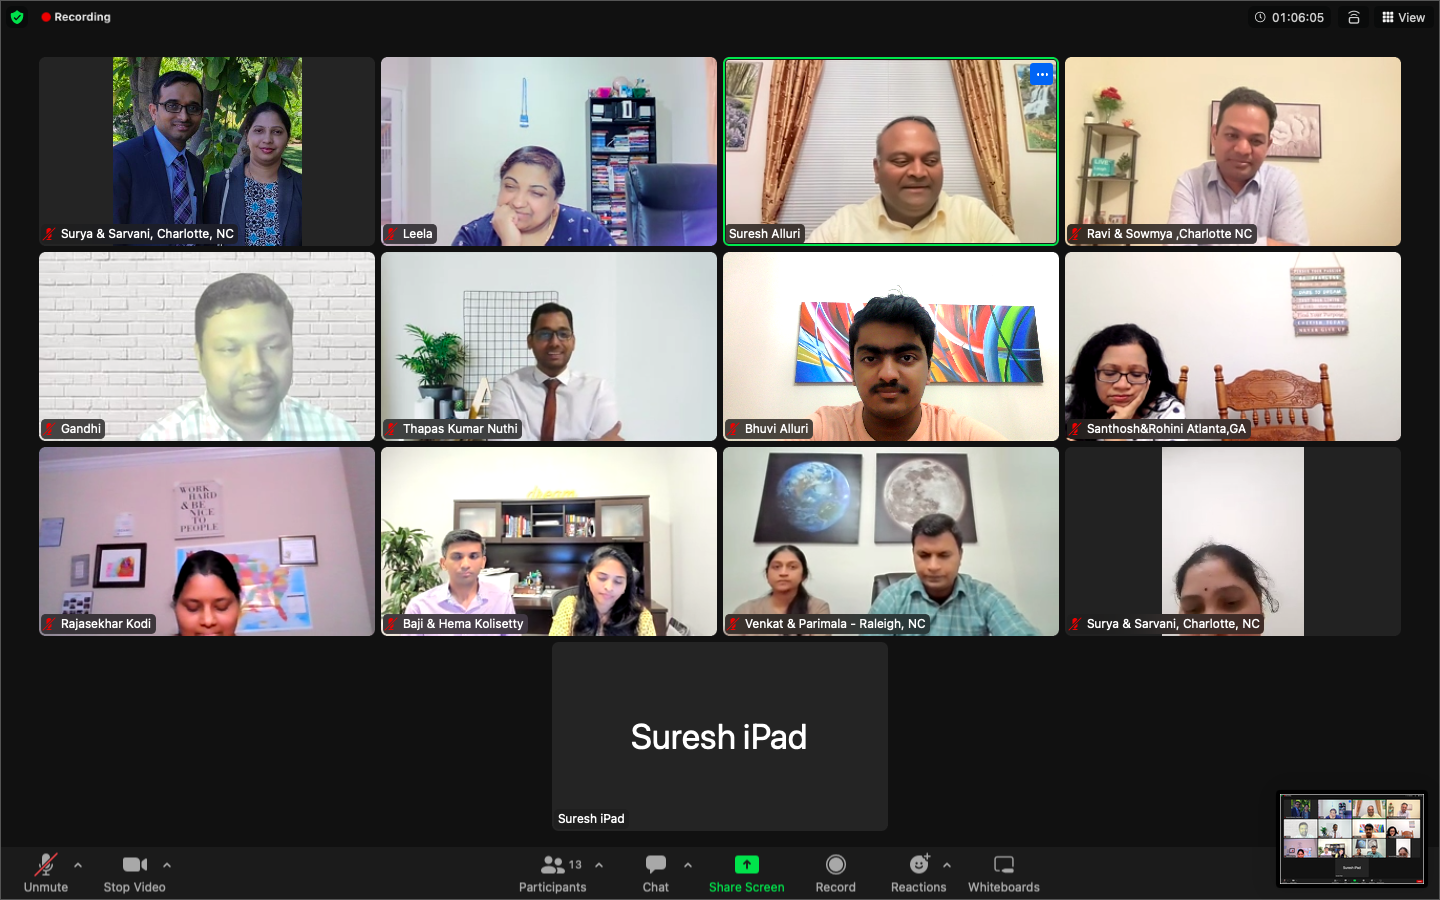 Recording
01:06:05
View
Surya & Sarvani, Charlotte, NC
Leela
Suresh Alluri
Ravi & Sowmya ,Charlotte NC
Gandhi
Thapas Kumar Nuthi
Bhuvi Alluri
NEVER GIVE UP
Santhosh&Rohini Atlanta,GA
WORK
HARD
& BE
NICE
TO
PEOPLE
Rajasekhar Kodi
Baji & Hema Kolisetty
Venkat & Parimala - Raleigh, NC
Surya & Sarvani, Charlotte, NC
Suresh iPad
Suresh iPad
Unmute
Stop Video
Participants
13
Chat
Share Screen
Record
Reactions
Whiteboards